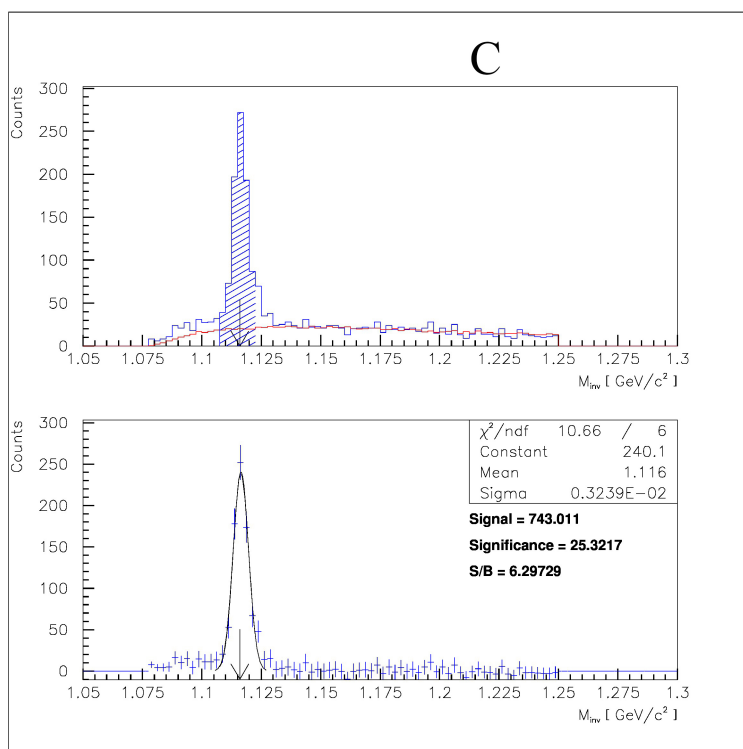 C
Counts
300
250
200
150
100
50
0
1.05 1.075 1.1 1.125 1.15 1.175 1.2 1.225 1.25 1.275 1.3
M_inv [ GeV/c² ]
Counts
300
250
200
150
100
50
0
χ²/ndf 10.66 / 6
Constant 240.1
Mean 1.116
Sigma 0.3239E-02
Signal = 743.011
Significance = 25.3217
S/B = 6.29729
1.05 1.075 1.1 1.125 1.15 1.175 1.2 1.225 1.25 1.275 1.3
M_inv [ GeV/c² ]